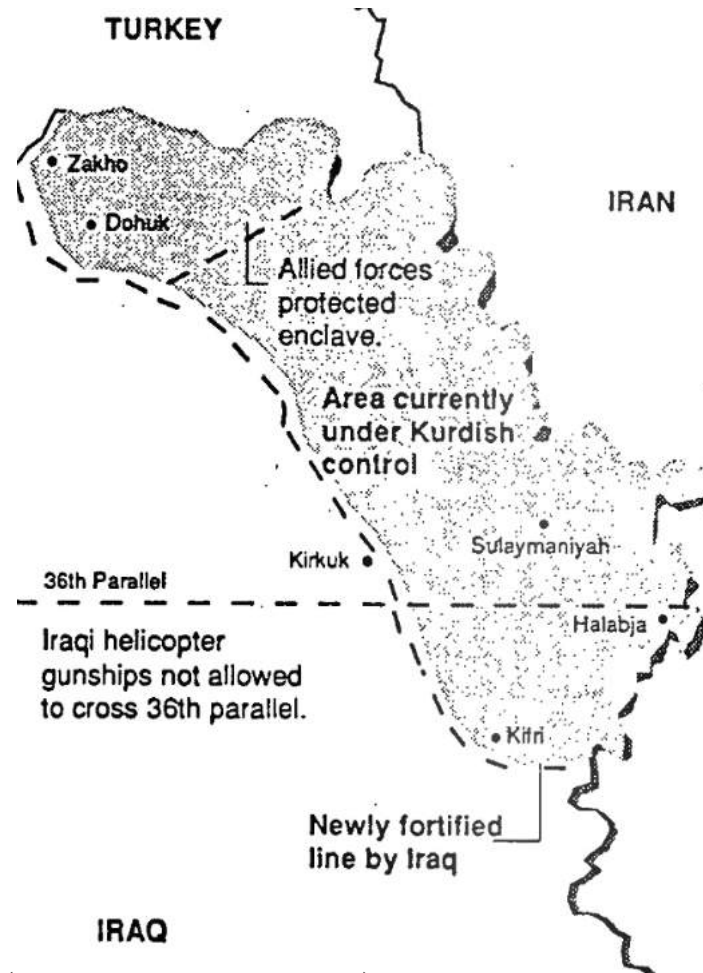 TURKEY
Zakho
Dohuk
IRAN
Allied forces
protected
enclave.
Area currently
under Kurdish
control
Sulaymaniyah
Kirkuk
36th Parallel
Halabja
Iraqi helicopter
gunships not allowed
to cross 36th parallel.
Kifri
Newly fortified
line by Iraq
IRAQ